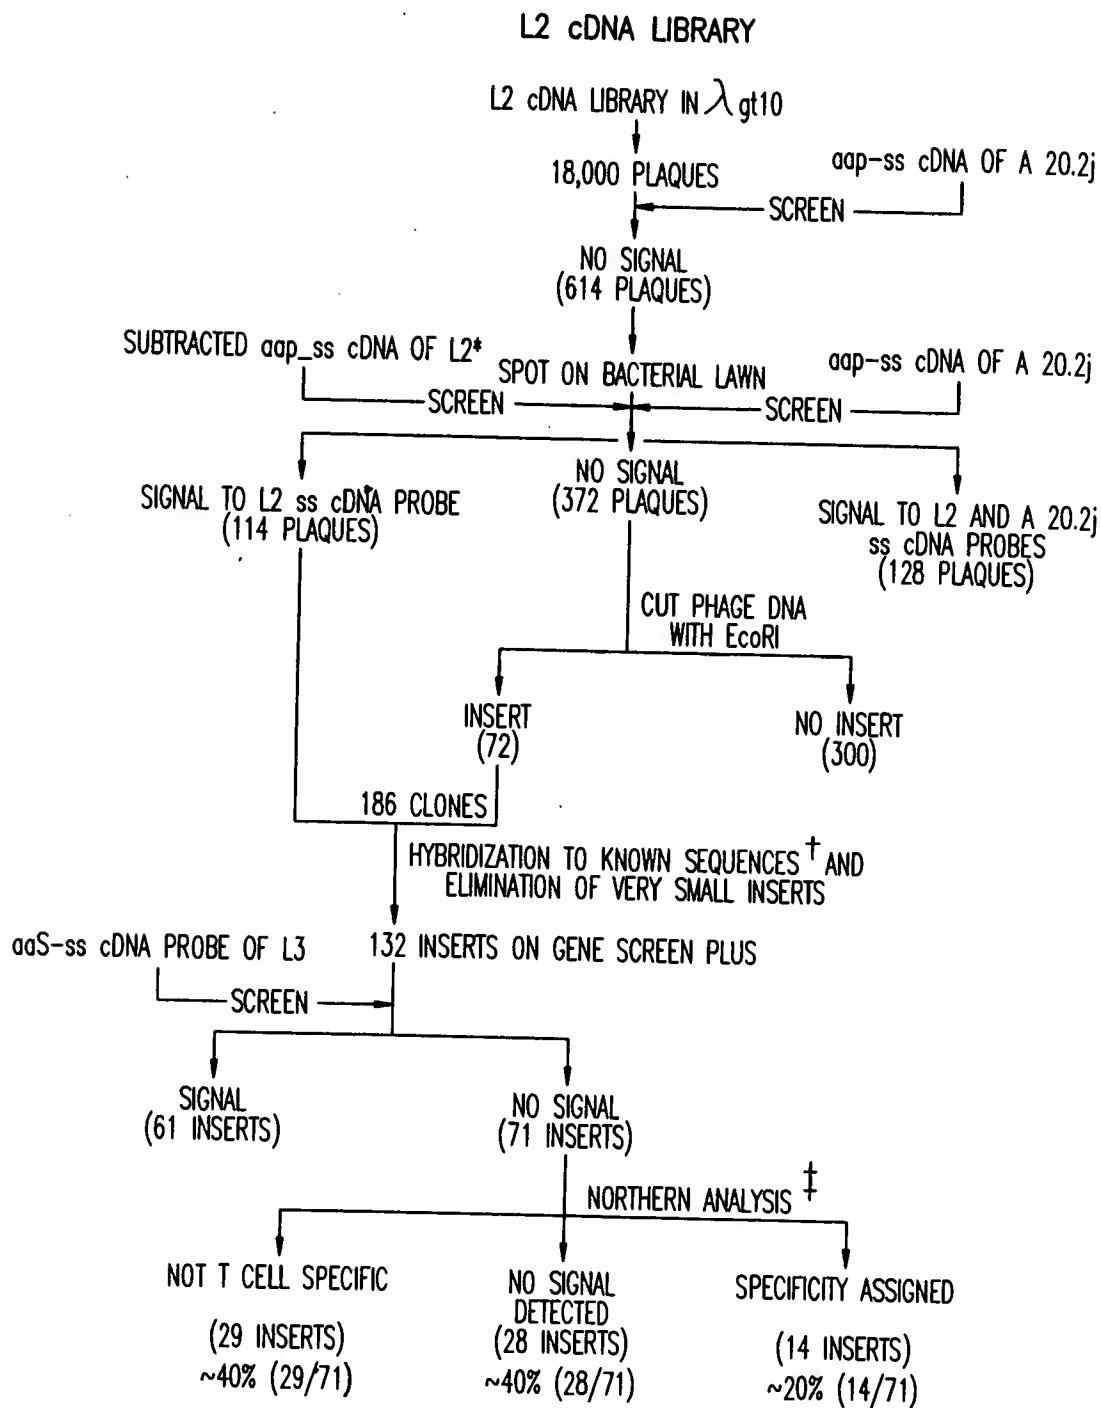 L2 cDNA LIBRARY
L2 cDNA LIBRARY IN λ gt10
18,000 PLAQUES
aap-ss cDNA OF A 20.2j
SCREEN
NO SIGNAL
(614 PLAQUES)
SUBTRACTED aap_ss cDNA OF L2*
SPOT ON BACTERIAL LAWN
aap-ss cDNA OF A 20.2j
SCREEN
SCREEN
SIGNAL TO L2 ss cDNA PROBE
(114 PLAQUES)
NO SIGNAL
(372 PLAQUES)
SIGNAL TO L2 AND A 20.2j
ss cDNA PROBES
(128 PLAQUES)
CUT PHAGE DNA
WITH EcoRI
INSERT
(72)
NO INSERT
(300)
186 CLONES
HYBRIDIZATION TO KNOWN SEQUENCES † AND
ELIMINATION OF VERY SMALL INSERTS
aaS-ss cDNA PROBE OF L3
132 INSERTS ON GENE SCREEN PLUS
SCREEN
SIGNAL
(61 INSERTS)
NO SIGNAL
(71 INSERTS)
NORTHERN ANALYSIS ‡
NOT T CELL SPECIFIC
(29 INSERTS)
~40% (29/71)
NO SIGNAL
DETECTED
(28 INSERTS)
~40% (28/71)
SPECIFICITY ASSIGNED
(14 INSERTS)
~20% (14/71)